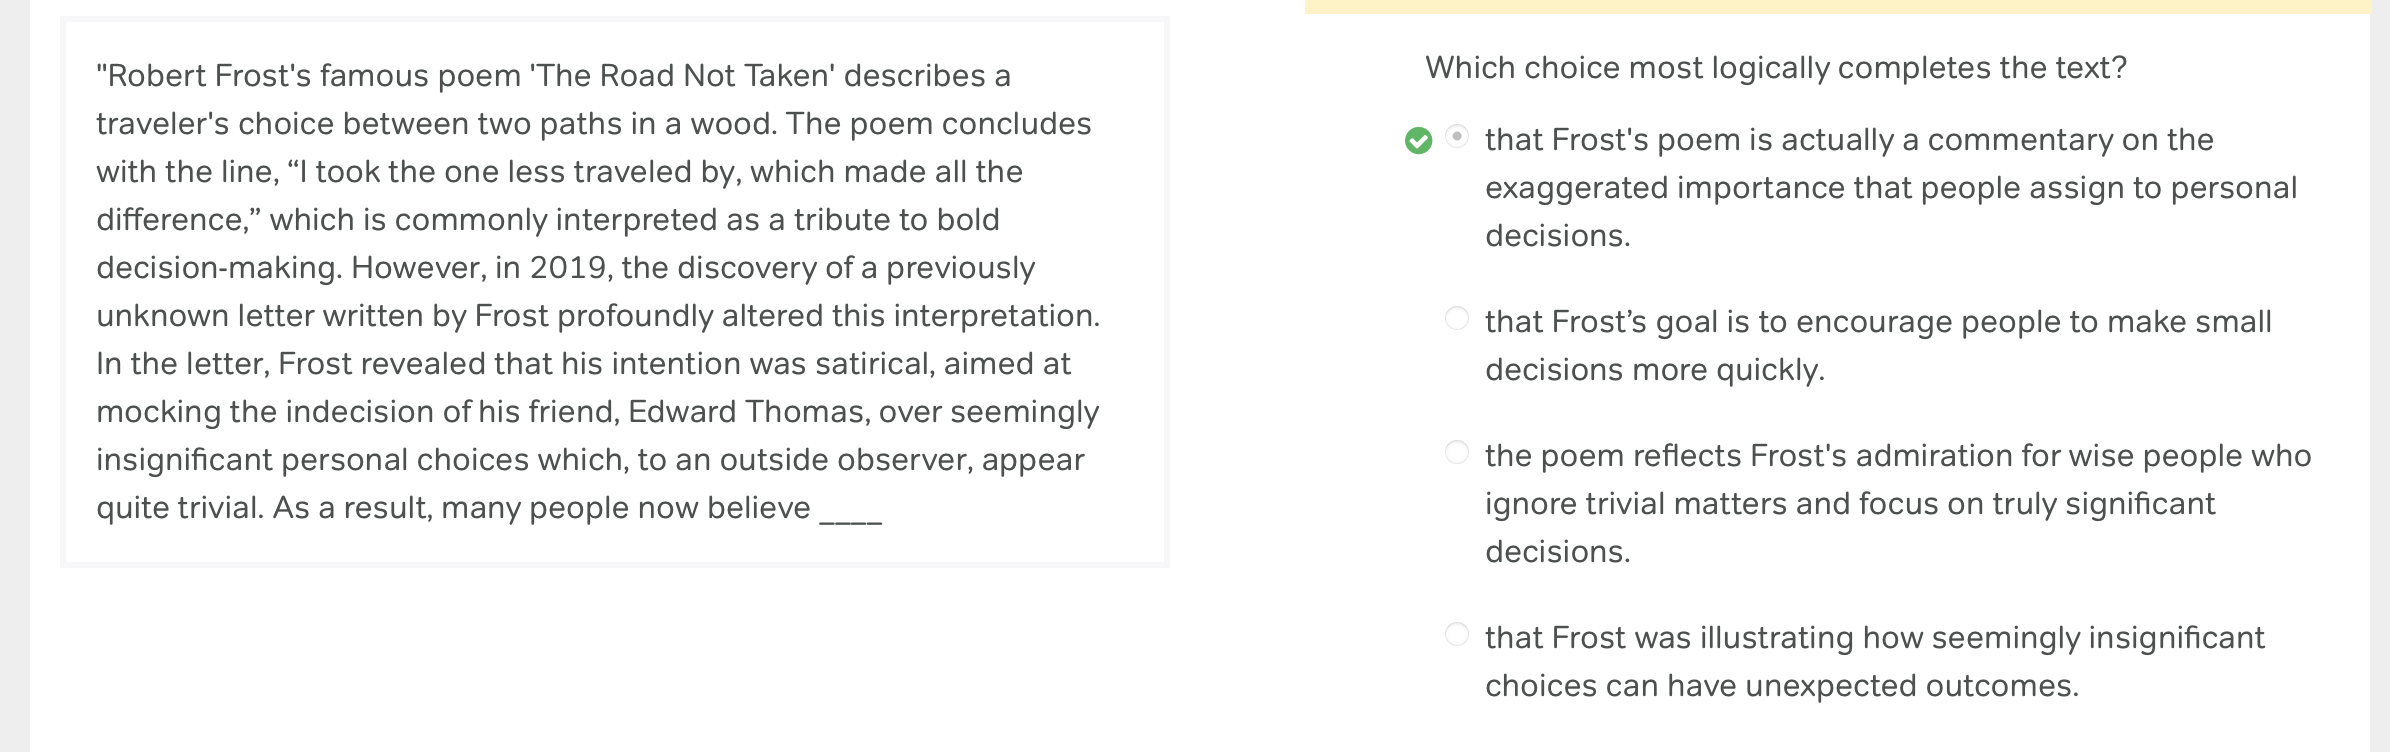 "Robert Frost's famous poem 'The Road Not Taken' describes a
traveler's choice between two paths in a wood. The poem concludes
with the line, “I took the one less traveled by, which made all the
difference,” which is commonly interpreted as a tribute to bold
decision-making. However, in 2019, the discovery of a previously
unknown letter written by Frost profoundly altered this interpretation.
In the letter, Frost revealed that his intention was satirical, aimed at
mocking the indecision of his friend, Edward Thomas, over seemingly
insignificant personal choices which, to an outside observer, appear
quite trivial. As a result, many people now believe ____
Which choice most logically completes the text?
that Frost's poem is actually a commentary on the
exaggerated importance that people assign to personal
decisions.
that Frost’s goal is to encourage people to make small
decisions more quickly.
the poem reflects Frost's admiration for wise people who
ignore trivial matters and focus on truly significant
decisions.
that Frost was illustrating how seemingly insignificant
choices can have unexpected outcomes.